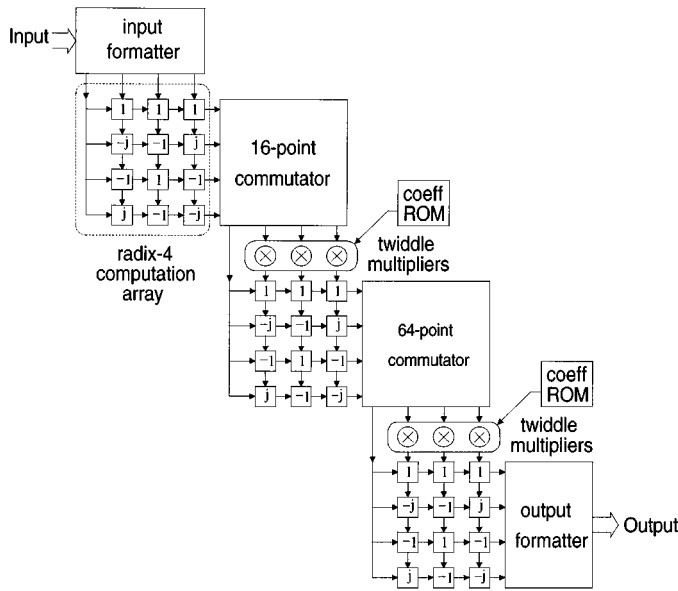 Input
input
formatter
1 1 1
-j -1 j
-1 1 -1
j -1 -j
radix-4
computation
array
16-point
commutator
coeff
ROM
twiddle
multipliers
1 1 1
-j -1 j
-1 1 -1
j -1 -j
64-point
commutator
coeff
ROM
twiddle
multipliers
1 1 1
-j -1 j
-1 1 -1
j -1 -j
output
formatter
Output